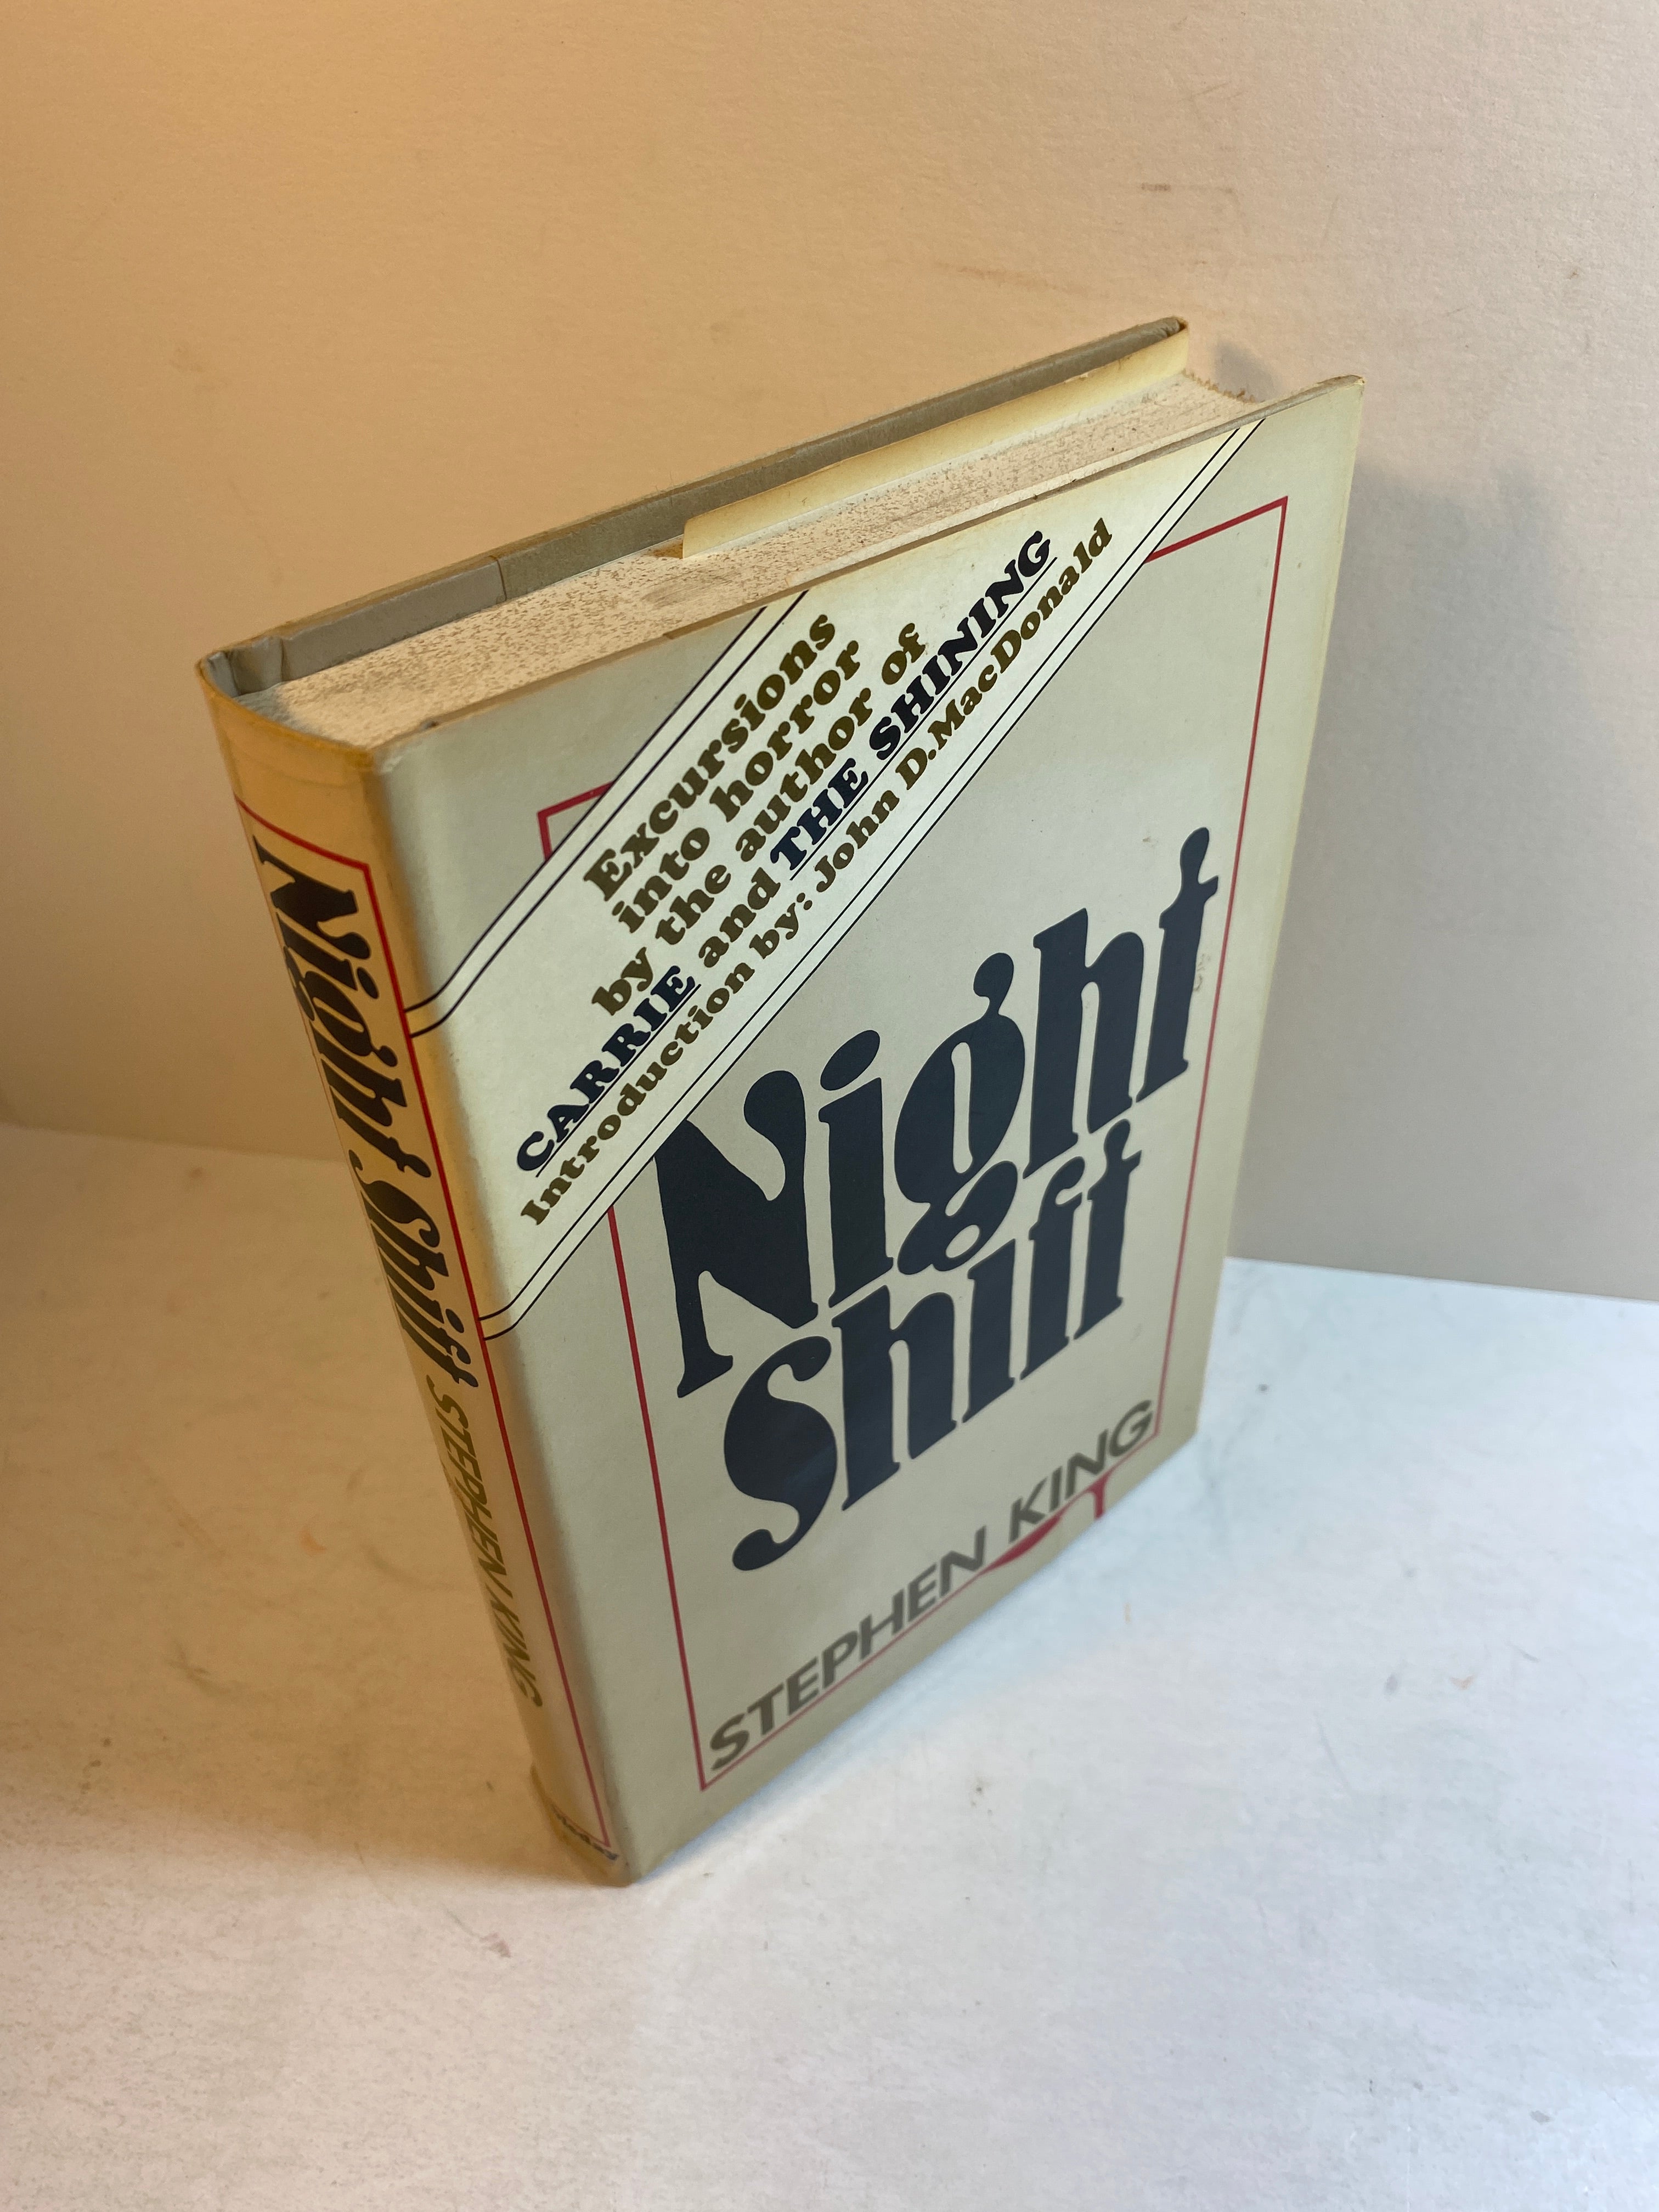 Excursions
into horror
by the author of
CARRIE and THE SHINING
Introduction by: John D. MacDonald
Night
Shift
STEPHEN KING
Night Shift STEPHEN KING